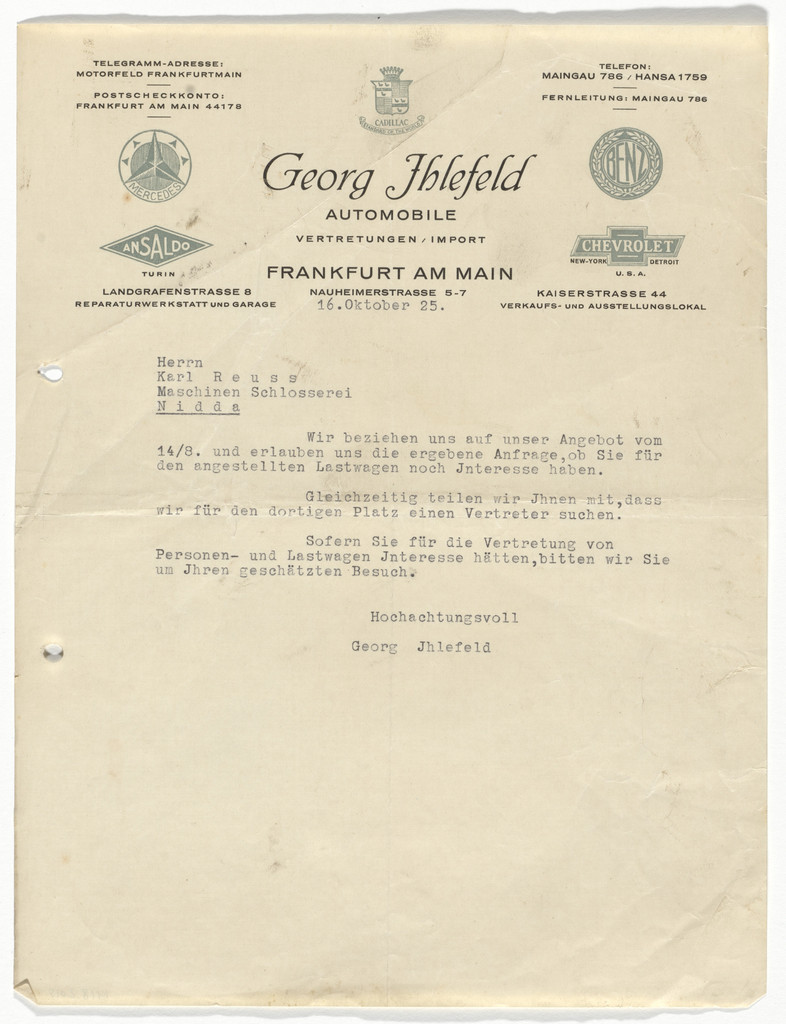 TELEGRAMM-ADRESSE:
MOTORFELD FRANKFURTMAIN
POSTSCHECKKONTO:
FRANKFURT AM MAIN 44178
TELEFON:
MAINGAU 786 / HANSA 1759
FERNLEITUNG: MAINGAU 786
CADILLAC
STANDARD OF THE WORLD
MERCEDES
BENZ
Georg Jhlefeld
AUTOMOBILE
VERTRETUNGEN / IMPORT
ANSALDO
TURIN
CHEVROLET
NEW-YORK DETROIT
U.S.A.
FRANKFURT AM MAIN
LANDGRAFENSTRASSE 8
REPARATURWERKSTATT UND GARAGE
NAUHEIMERSTRASSE 5-7
KAISERSTRASSE 44
VERKAUFS- UND AUSSTELLUNGSLOKAL
16.Oktober 25.
Herrn
Karl R e u s s
Maschinen Schlosserei
N i d d a
Wir beziehen uns auf unser Angebot vom
14/8. und erlauben uns die ergebene Anfrage,ob Sie für
den angestellten Lastwagen noch Jnteresse haben.
Gleichzeitig teilen wir Jhnen mit,dass
wir für den dortigen Platz einen Vertreter suchen.
Sofern Sie für die Vertretung von
Personen- und Lastwagen Jnteresse hätten,bitten wir Sie
um Jhren geschätzten Besuch.
Hochachtungsvoll
Georg Jhlefeld